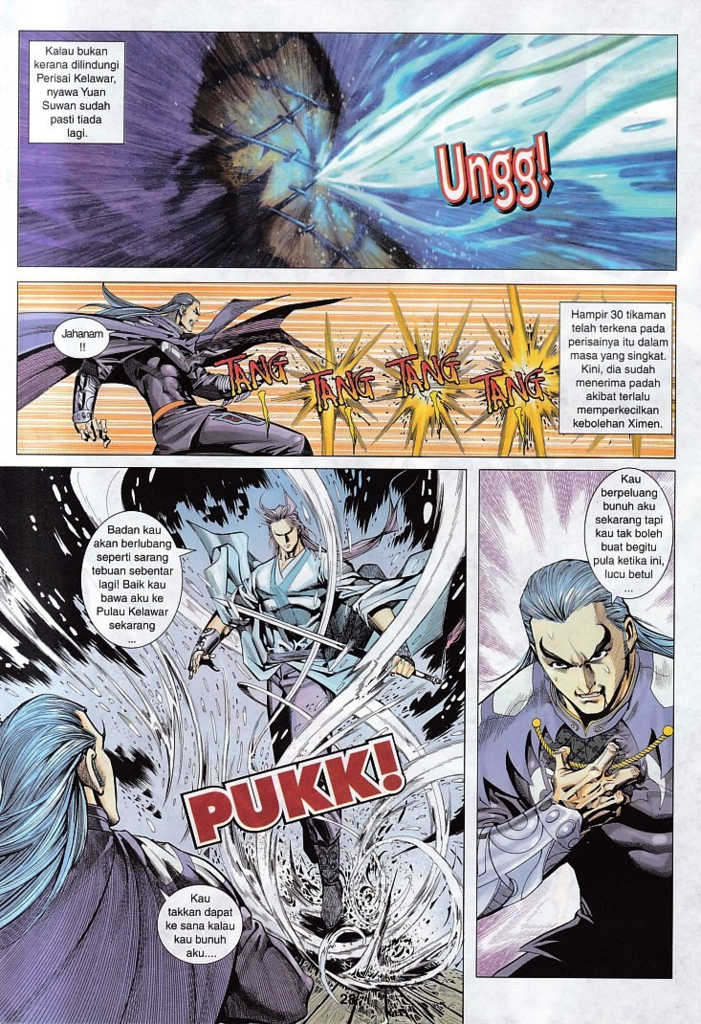 Kalau bukan
kerana dilindungi
Perisai Kelawar,
nyawa Yuan
Suwan sudah
pasti tiada
lagi.
Ungg!
Jahanam
!!
TANG
TANG
TANG
TANG
Hampir 30 tikaman
telah terkena pada
perisainya itu dalam
masa yang singkat.
Kini, dia sudah
menerima padah
akibat terlalu
memperkecilkan
kebolehan Ximen.
Badan kau
akan berlubang
seperti sarang
tebuan sebentar
lagi! Baik kau
bawa aku ke
Pulau Kelawar
sekarang
...
PUKK!
Kau
takkan dapat
ke sana kalau
kau bunuh
aku....
Kau
berpeluang
bunuh aku
sekarang tapi
kau tak boleh
buat begitu
pula ketika ini,
lucu betul
...